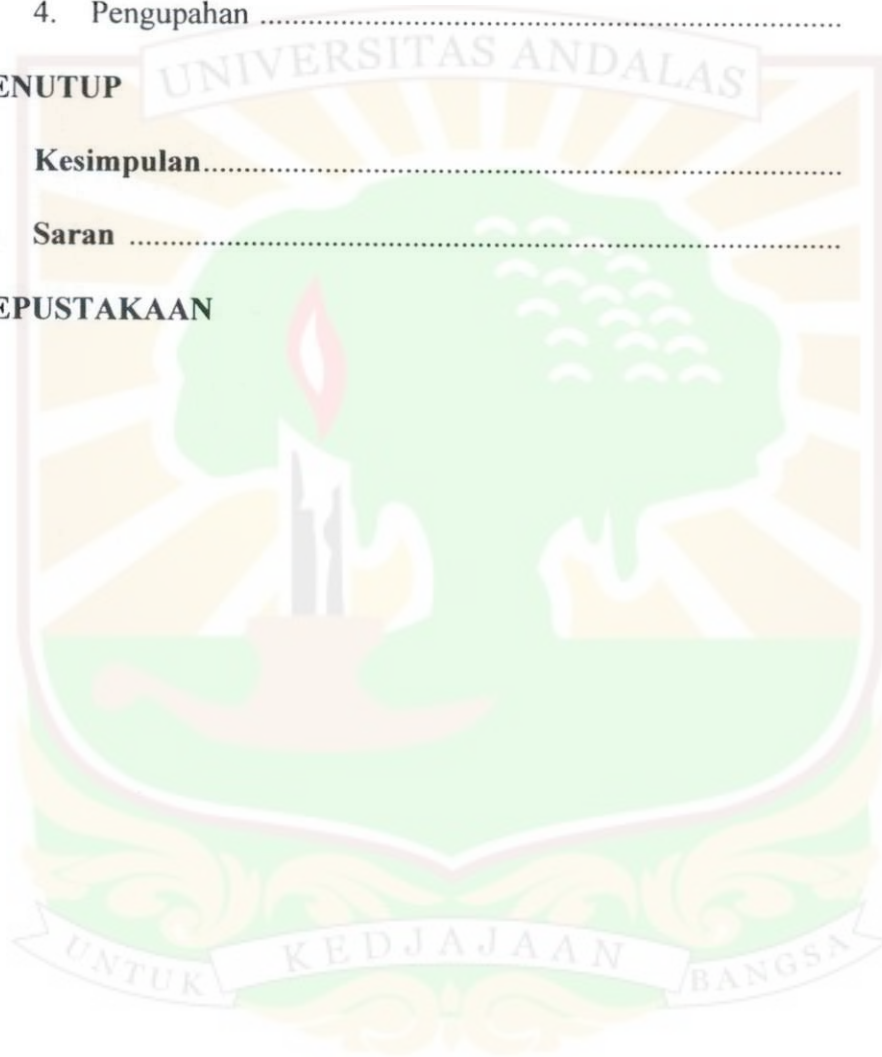 4. Pengupahan ........................................................................
UNIVERSITAS ANDALAS
ENUTUP
Kesimpulan...............................................................................
Saran ........................................................................................
EPUSTAKAAN
UNTUK KEDJAJAAN BANGSA